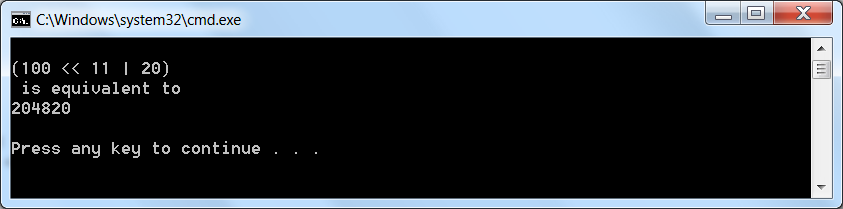 C:\Windows\system32\cmd.exe
(100 << 11 | 20)
is equivalent to
204820
Press any key to continue . . .